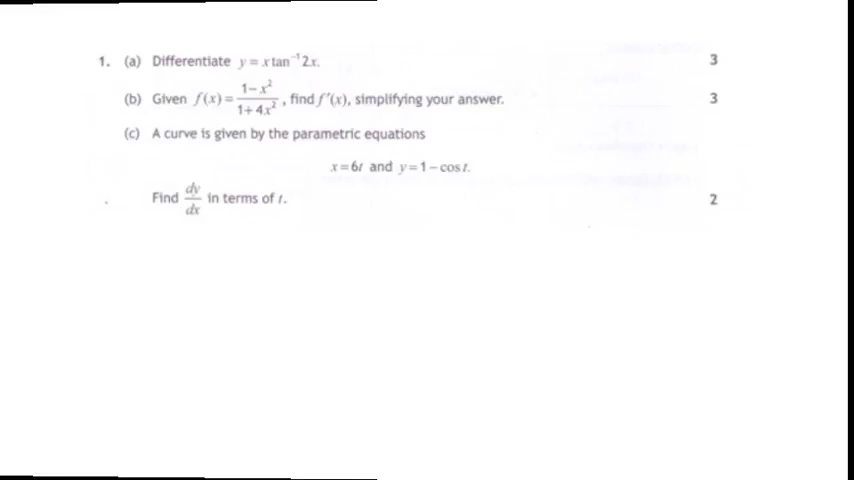 1. (a) Differentiate y = x tan⁻¹ 2x. 3
(b) Given f(x) = (1 − x²)/(1 + 4x²), find f′(x), simplifying your answer. 3
(c) A curve is given by the parametric equations
x = 6t and y = 1 − cos t.
Find dy/dx in terms of t. 2